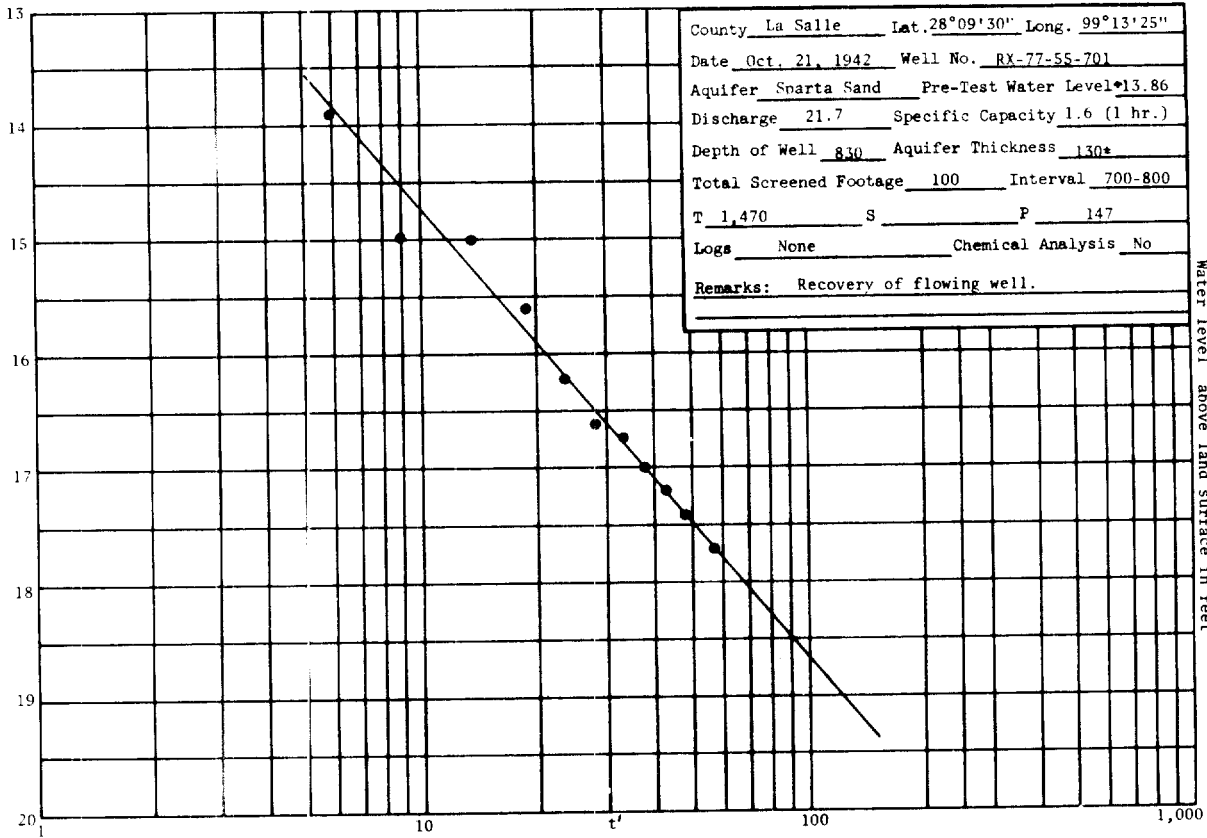 County La Salle Lat. 28°09'30" Long. 99°13'25"
Date Oct. 21, 1942 Well No. RX-77-55-701
Aquifer Sparta Sand Pre-Test Water Level *13.86
Discharge 21.7 Specific Capacity 1.6 (1 hr.)
Depth of Well 830 Aquifer Thickness 130*
Total Screened Footage 100 Interval 700-800
T 1,470 S P 147
Logs None Chemical Analysis No
Remarks: Recovery of flowing well.
13
14
15
16
17
18
19
20
1
10
t'
100
1,000
Water level above land surface in feet